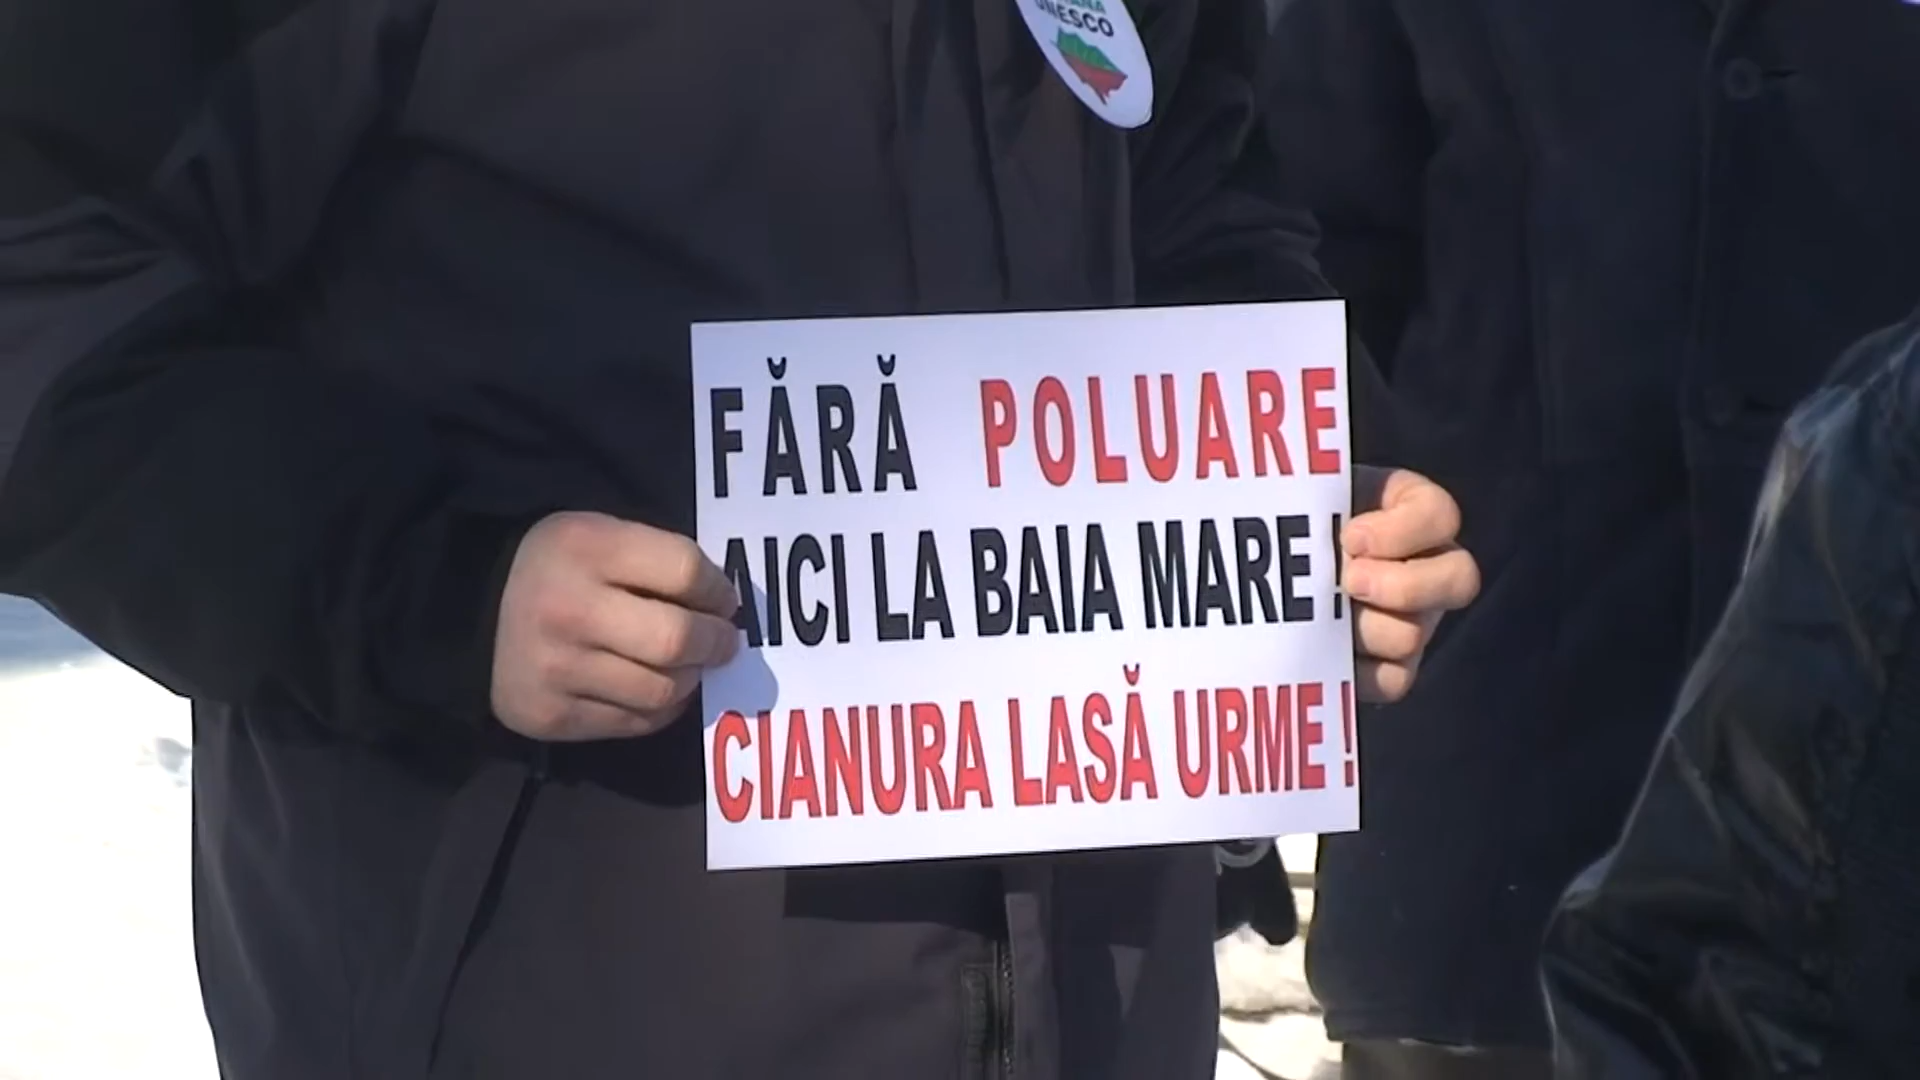 UNESCO
FĂRĂ POLUARE
AICI LA BAIA MARE !
CIANURA LASĂ URME !